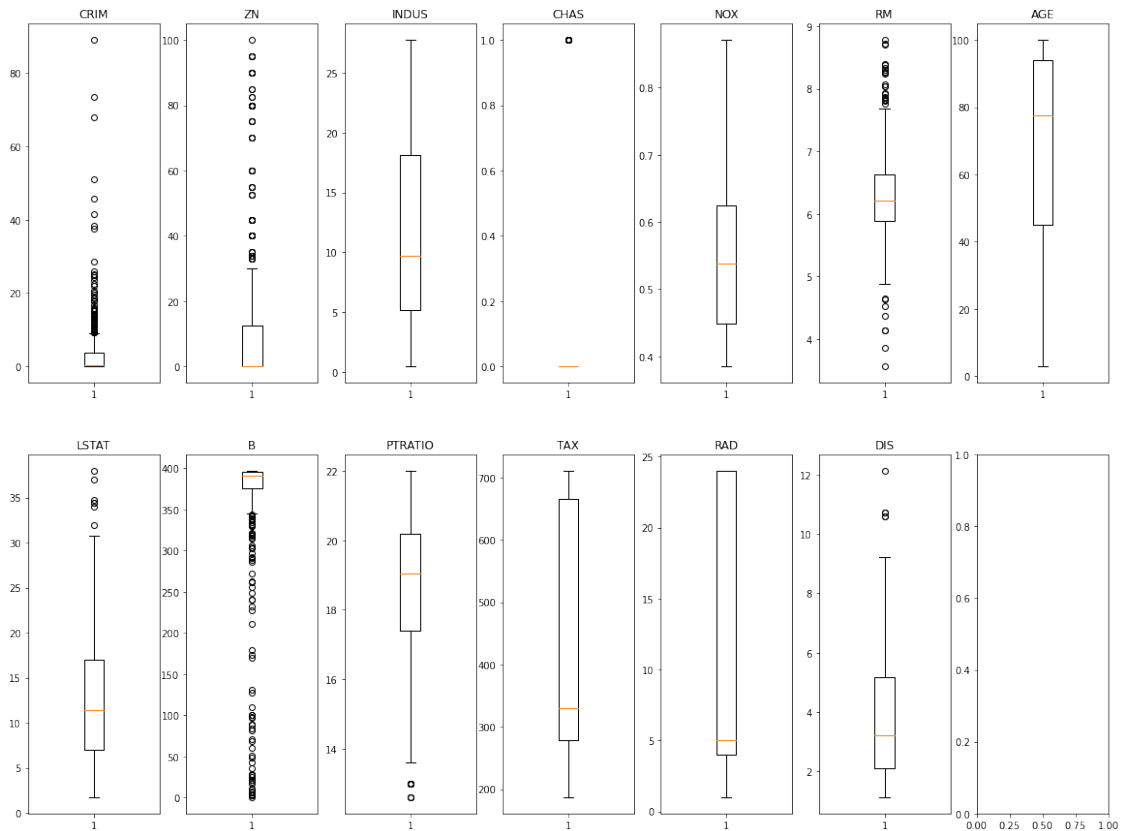 CRIM ZN INDUS CHAS NOX RM AGE
80 60 40 20 0 1
100 80 60 40 20 0 1
25 20 15 10 5 0 1
1.0 0.8 0.6 0.4 0.2 0.0 1
0.8 0.7 0.6 0.5 0.4 1
9 8 7 6 5 4 1
100 80 60 40 20 0 1
LSTAT B PTRATIO TAX RAD DIS
35 30 25 20 15 10 5 0 1
400 350 300 250 200 150 100 50 0 1
22 20 18 16 14 1
700 600 500 400 300 200 1
25 20 15 10 5 0 1
12 10 8 6 4 2 1
1.0 0.8 0.6 0.4 0.2 0.0 0.00 0.25 0.50 0.75 1.00